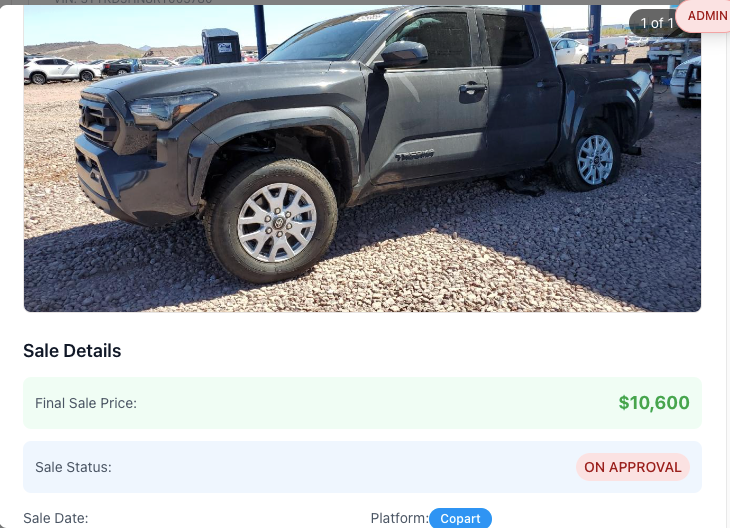 1 of 1
ADMIN
TACOMA
Sale Details
Final Sale Price:
$10,600
Sale Status:
ON APPROVAL
Sale Date:
Platform:
Copart